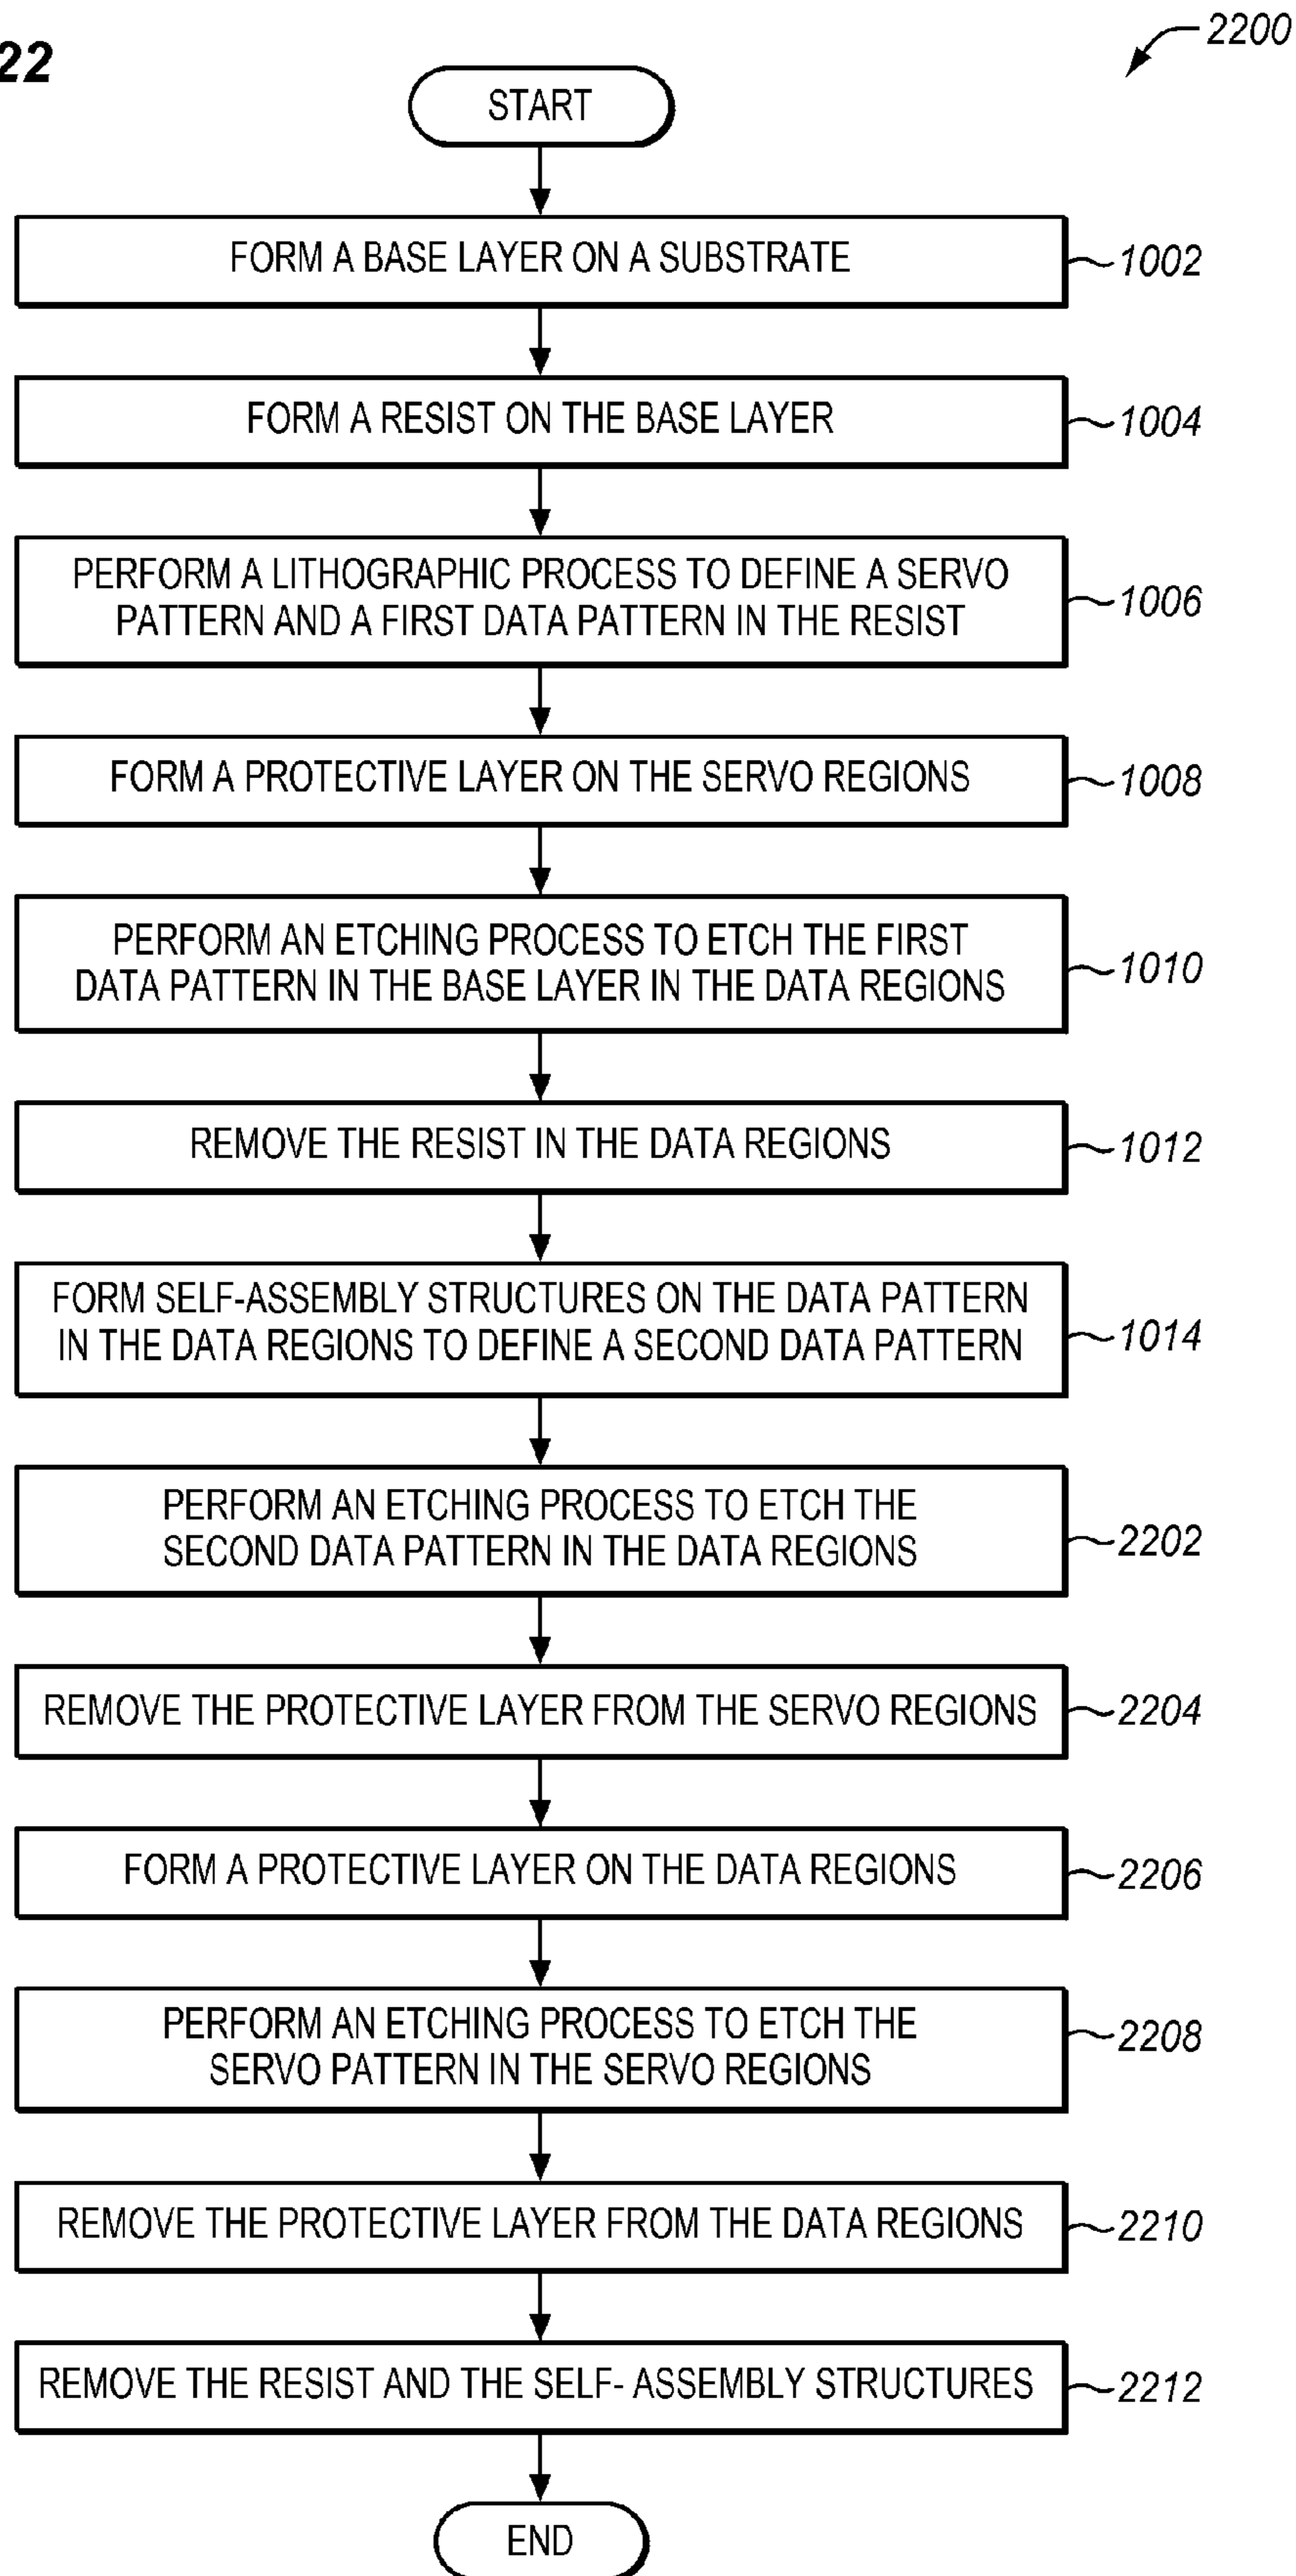 22
2200
START
FORM A BASE LAYER ON A SUBSTRATE
1002
FORM A RESIST ON THE BASE LAYER
1004
PERFORM A LITHOGRAPHIC PROCESS TO DEFINE A SERVO
PATTERN AND A FIRST DATA PATTERN IN THE RESIST
1006
FORM A PROTECTIVE LAYER ON THE SERVO REGIONS
1008
PERFORM AN ETCHING PROCESS TO ETCH THE FIRST
DATA PATTERN IN THE BASE LAYER IN THE DATA REGIONS
1010
REMOVE THE RESIST IN THE DATA REGIONS
1012
FORM SELF-ASSEMBLY STRUCTURES ON THE DATA PATTERN
IN THE DATA REGIONS TO DEFINE A SECOND DATA PATTERN
1014
PERFORM AN ETCHING PROCESS TO ETCH THE
SECOND DATA PATTERN IN THE DATA REGIONS
2202
REMOVE THE PROTECTIVE LAYER FROM THE SERVO REGIONS
2204
FORM A PROTECTIVE LAYER ON THE DATA REGIONS
2206
PERFORM AN ETCHING PROCESS TO ETCH THE
SERVO PATTERN IN THE SERVO REGIONS
2208
REMOVE THE PROTECTIVE LAYER FROM THE DATA REGIONS
2210
REMOVE THE RESIST AND THE SELF- ASSEMBLY STRUCTURES
2212
END